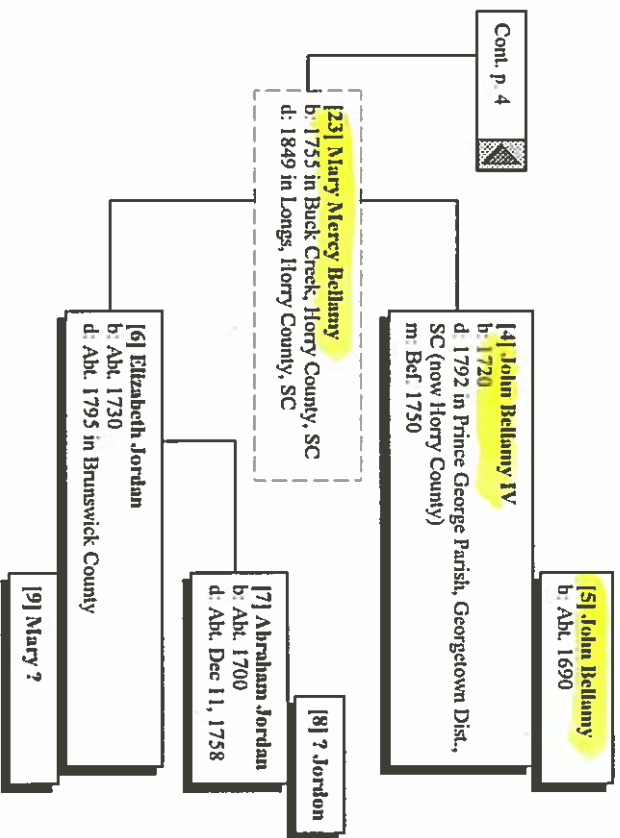 Cont. p. 4
[5] John Bellamy
b: Abt. 1690
[4] John Bellamy IV
b: 1720
d: 1792 in Prince George Parish, Georgetown Dist.,
SC (now Horry County)
m: Bef. 1750
[23] Mary Mercy Bellamy
b: 1755 in Buck Creek, Horry County, SC
d: 1849 in Longs, Horry County, SC
[8] ? Jordon
[7] Abraham Jordan
b: Abt. 1700
d: Abt. Dec 11, 1758
[6] Elizabeth Jordan
b: Abt. 1730
d: Abt. 1795 in Brunswick County
[9] Mary ?